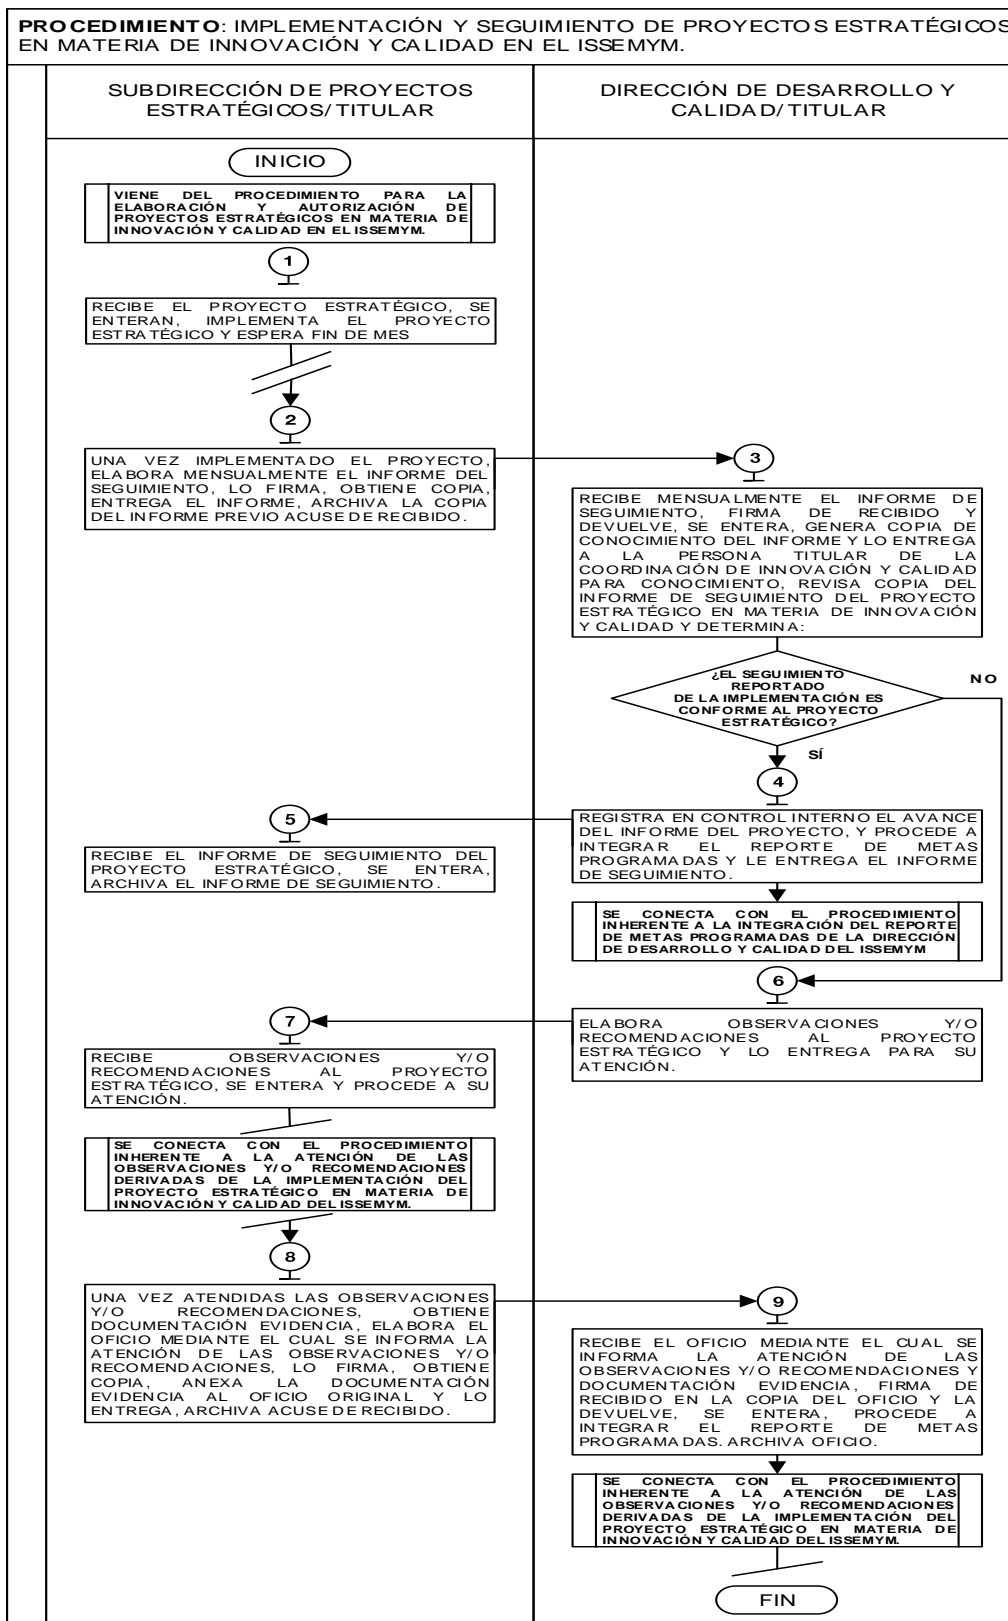 PROCEDIMIENTO: IMPLEMENTACIÓN Y SEGUIMIENTO DE PROYECTOS ESTRATÉGICOS
EN MATERIA DE INNOVACIÓN Y CALIDAD EN EL ISSEMYM.
SUBDIRECCIÓN DE PROYECTOS
ESTRATÉGICOS/TITULAR
DIRECCIÓN DE DESARROLLO Y
CALIDAD/TITULAR
INICIO
VIENE DEL PROCEDIMIENTO PARA LA
ELABORACIÓN Y AUTORIZACIÓN DE
PROYECTOS ESTRATÉGICOS EN MATERIA DE
INNOVACIÓN Y CALIDAD EN EL ISSEMYM.
1
RECIBE EL PROYECTO ESTRATÉGICO, SE
ENTERAN, IMPLEMENTA EL PROYECTO
ESTRATÉGICO Y ESPERA FIN DE MES
2
UNA VEZ IMPLEMENTADO EL PROYECTO,
ELABORA MENSUALMENTE EL INFORME DEL
SEGUIMIENTO, LO FIRMA, OBTIENE COPIA,
ENTREGA EL INFORME, ARCHIVA LA COPIA
DEL INFORME PREVIO ACUSE DE RECIBIDO.
3
RECIBE MENSUALMENTE EL INFORME DE
SEGUIMIENTO, FIRMA DE RECIBIDO Y
DEVUELVE, SE ENTERA, GENERA COPIA DE
CONOCIMIENTO DEL INFORME Y LO ENTREGA
A LA PERSONA TITULAR DE LA
COORDINACIÓN DE INNOVACIÓN Y CALIDAD
PARA CONOCIMIENTO, REVISA COPIA DEL
INFORME DE SEGUIMIENTO DEL PROYECTO
ESTRATÉGICO EN MATERIA DE INNOVACIÓN
Y CALIDAD Y DETERMINA:
¿EL SEGUIMIENTO
REPORTADO
DE LA IMPLEMENTACIÓN ES
CONFORME AL PROYECTO
ESTRATÉGICO?
NO
SÍ
4
REGISTRA EN CONTROL INTERNO EL AVANCE
DEL INFORME DEL PROYECTO, Y PROCEDE A
INTEGRAR EL REPORTE DE METAS
PROGRAMADAS Y LE ENTREGA EL INFORME
DE SEGUIMIENTO.
5
RECIBE EL INFORME DE SEGUIMIENTO DEL
PROYECTO ESTRATÉGICO, SE ENTERA,
ARCHIVA EL INFORME DE SEGUIMIENTO.
SE CONECTA CON EL PROCEDIMIENTO
INHERENTE A LA INTEGRACIÓN DEL REPORTE
DE METAS PROGRAMADAS DE LA DIRECCIÓN
DE DESARROLLO Y CALIDAD DEL ISSEMYM
6
ELABORA OBSERVACIONES Y/O
RECOMENDACIONES AL PROYECTO
ESTRATÉGICO Y LO ENTREGA PARA SU
ATENCIÓN.
7
RECIBE OBSERVACIONES Y/O
RECOMENDACIONES AL PROYECTO
ESTRATÉGICO, SE ENTERA Y PROCEDE A SU
ATENCIÓN.
SE CONECTA CON EL PROCEDIMIENTO
INHERENTE A LA ATENCIÓN DE LAS
OBSERVACIONES Y/O RECOMENDACIONES
DERIVADAS DE LA IMPLEMENTACIÓN DEL
PROYECTO ESTRATÉGICO EN MATERIA DE
INNOVACIÓN Y CALIDAD DEL ISSEMYM.
8
UNA VEZ ATENDIDAS LAS OBSERVACIONES
Y/O RECOMENDACIONES, OBTIENE
DOCUMENTACIÓN EVIDENCIA, ELABORA EL
OFICIO MEDIANTE EL CUAL SE INFORMA LA
ATENCIÓN DE LAS OBSERVACIONES Y/O
RECOMENDACIONES, LO FIRMA, OBTIENE
COPIA, ANEXA LA DOCUMENTACIÓN
EVIDENCIA AL OFICIO ORIGINAL Y LO
ENTREGA, ARCHIVA ACUSE DE RECIBIDO.
9
RECIBE EL OFICIO MEDIANTE EL CUAL SE
INFORMA LA ATENCIÓN DE LAS
OBSERVACIONES Y/O RECOMENDACIONES Y
DOCUMENTACIÓN EVIDENCIA, FIRMA DE
RECIBIDO EN LA COPIA DEL OFICIO Y LA
DEVUELVE, SE ENTERA, PROCEDE A
INTEGRAR EL REPORTE DE METAS
PROGRAMADAS. ARCHIVA OFICIO.
SE CONECTA CON EL PROCEDIMIENTO
INHERENTE A LA ATENCIÓN DE LAS
OBSERVACIONES Y/O RECOMENDACIONES
DERIVADAS DE LA IMPLEMENTACIÓN DEL
PROYECTO ESTRATÉGICO EN MATERIA DE
INNOVACIÓN Y CALIDAD DEL ISSEMYM.
FIN